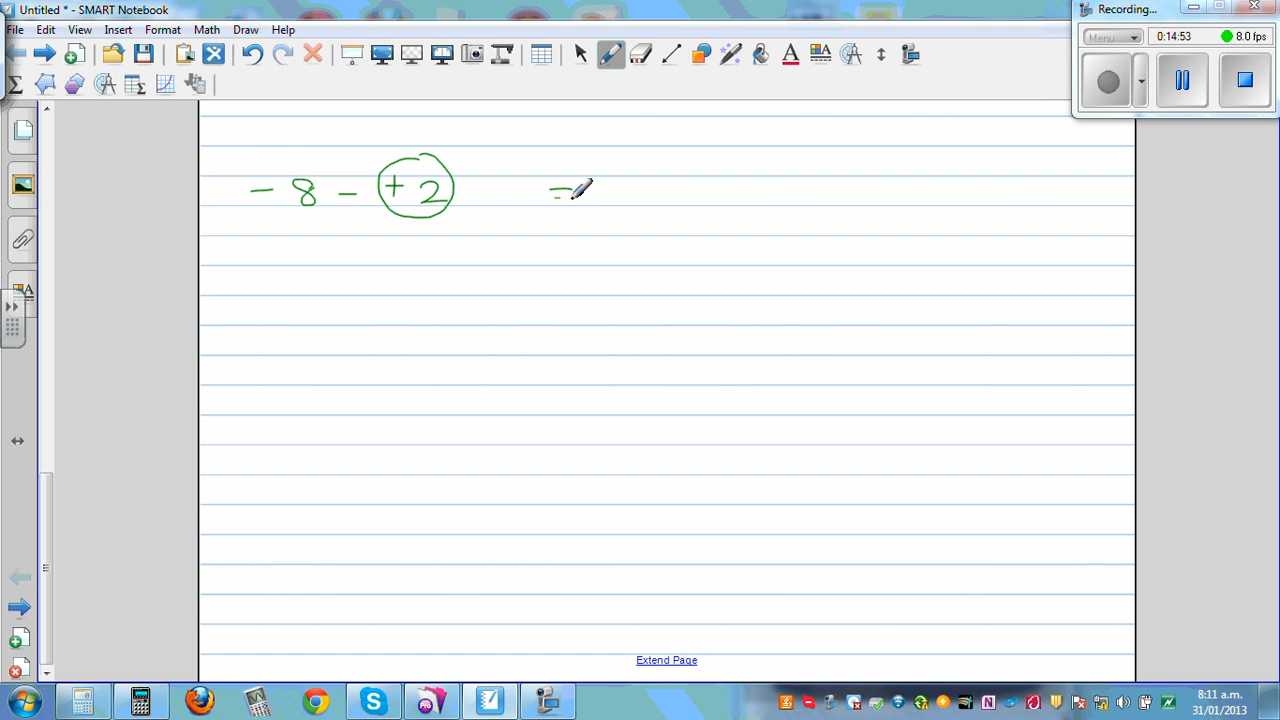 Untitled * - SMART Notebook
Recording...
File Edit View Insert Format Math Draw Help
Menu 0:14:53 8.0 fps
- 8 - + 2 =
Extend Page
8:11 a.m.
31/01/2013